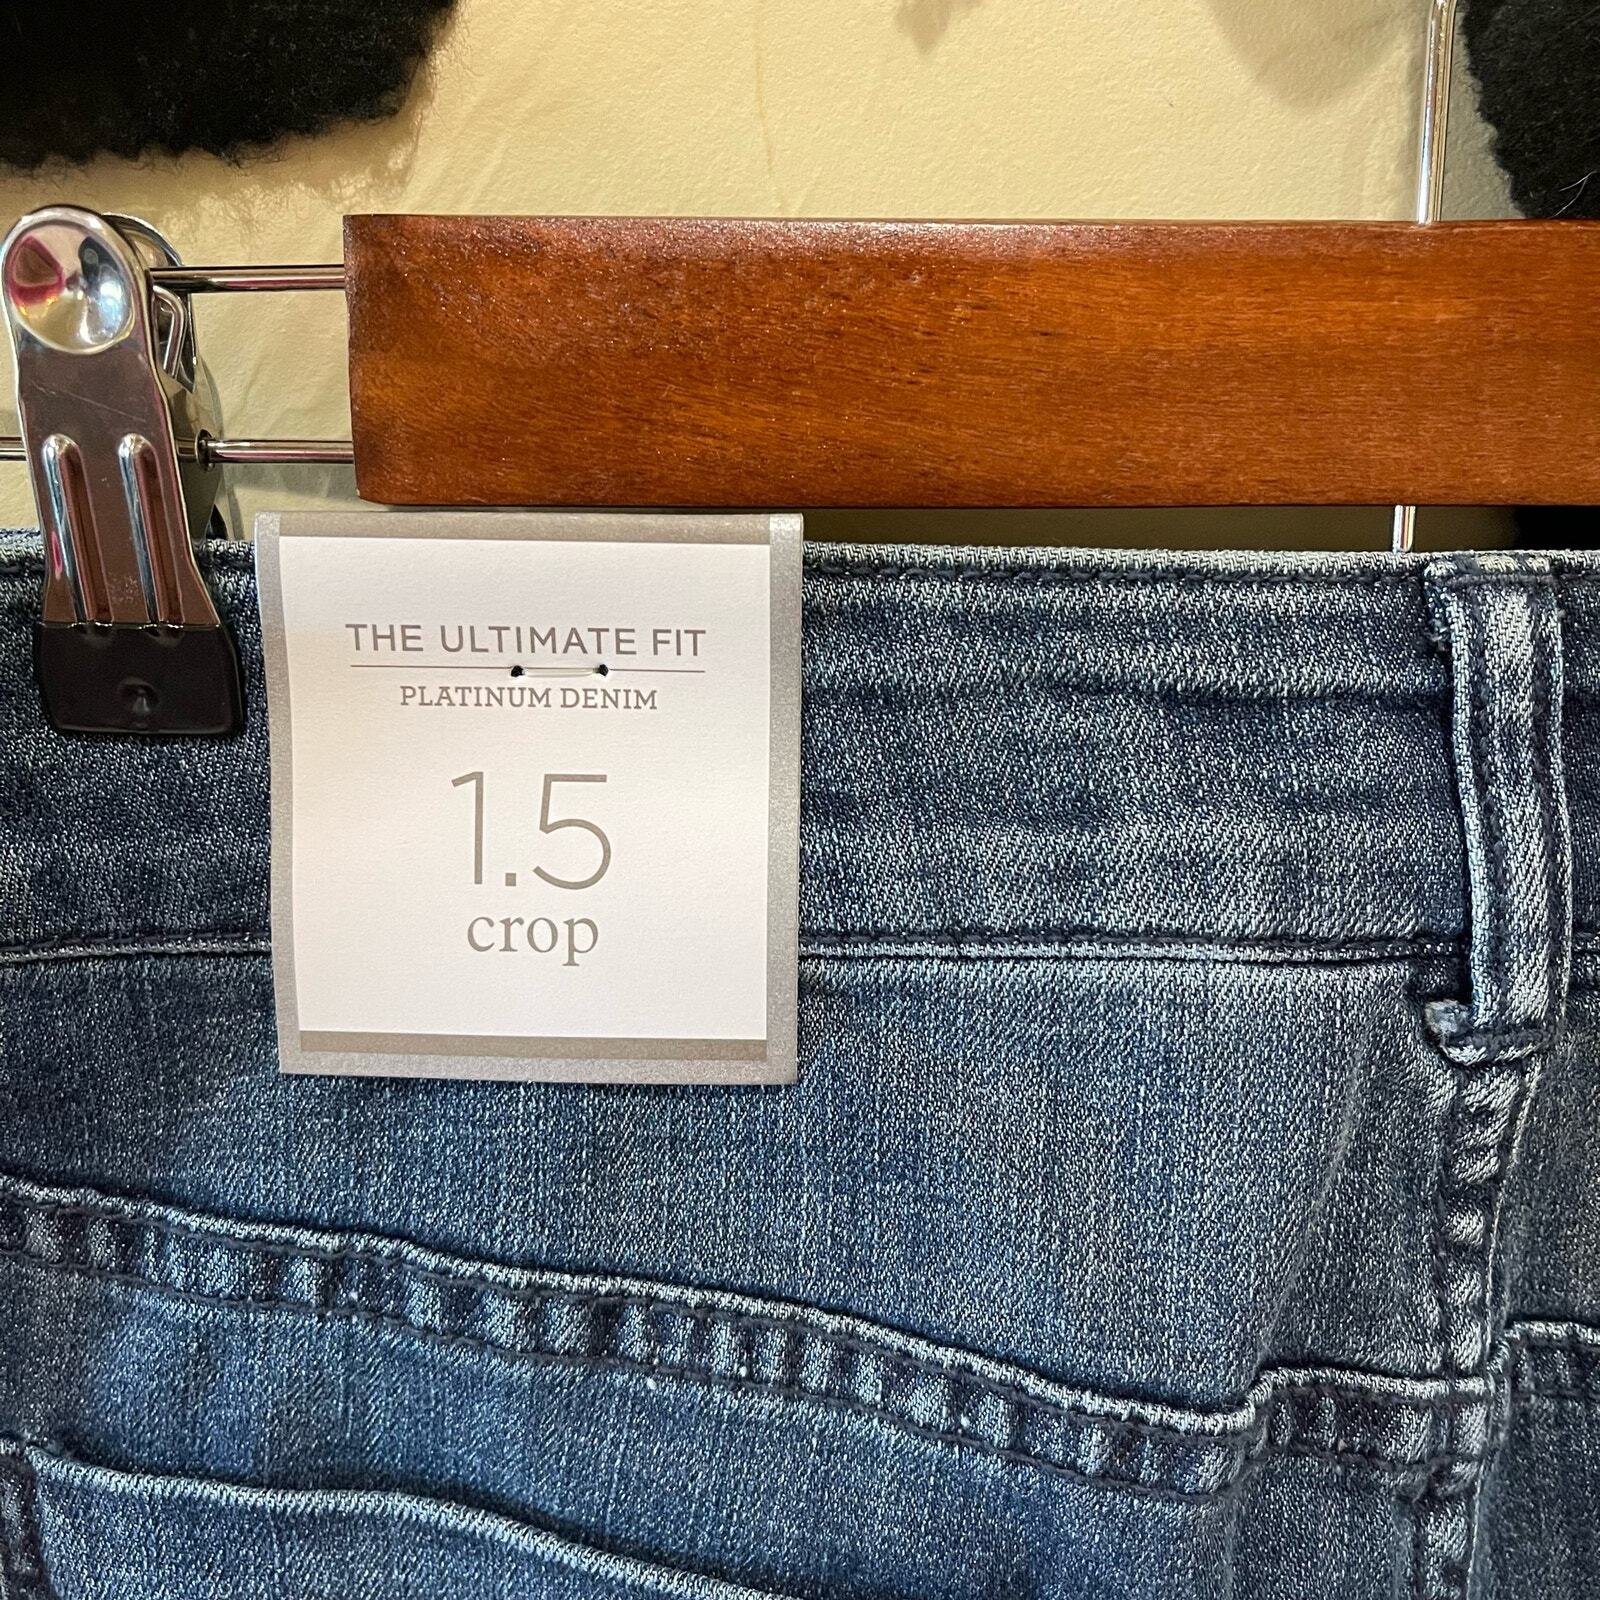 THE ULTIMATE FIT
PLATINUM DENIM
1.5
crop